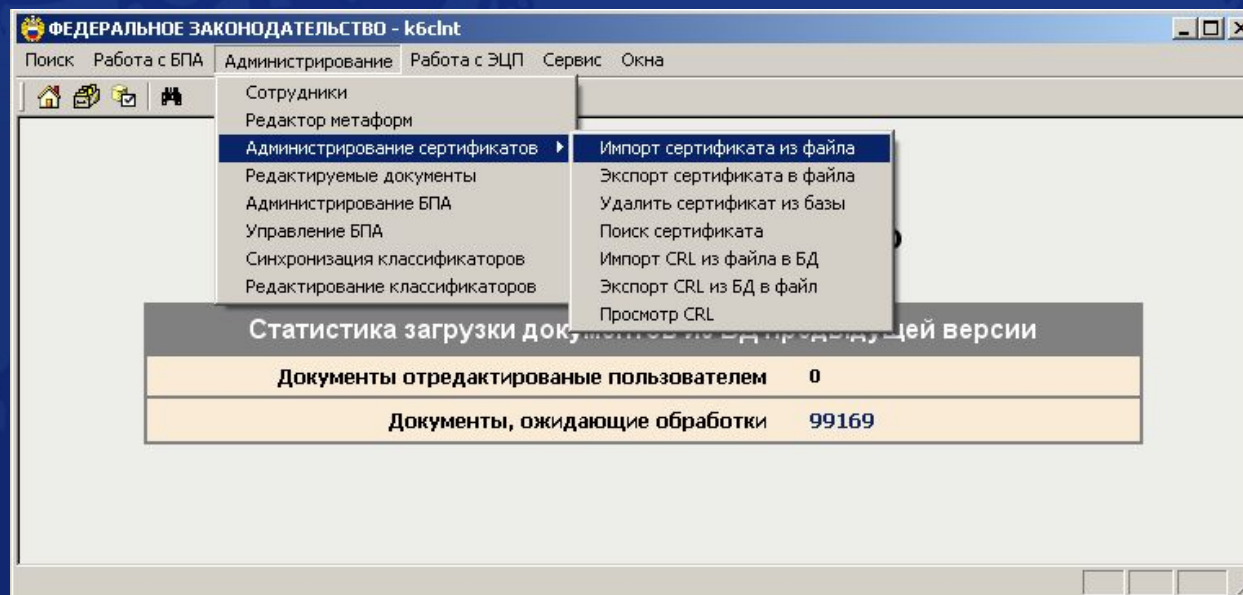 ФЕДЕРАЛЬНОЕ ЗАКОНОДАТЕЛЬСТВО - k6clnt
Поиск Работа с БПА Администрирование Работа с ЭЦП Сервис Окна
Сотрудники
Редактор метаформ
Администрирование сертификатов
Редактируемые документы
Администрирование БПА
Управление БПА
Синхронизация классификаторов
Редактирование классификаторов
Импорт сертификата из файла
Экспорт сертификата в файла
Удалить сертификат из базы
Поиск сертификата
Импорт CRL из файла в БД
Экспорт CRL из БД в файл
Просмотр CRL
Статистика загрузки документов из БД предыдущей версии
Документы отредактированые пользователем 0
Документы, ожидающие обработки 99169